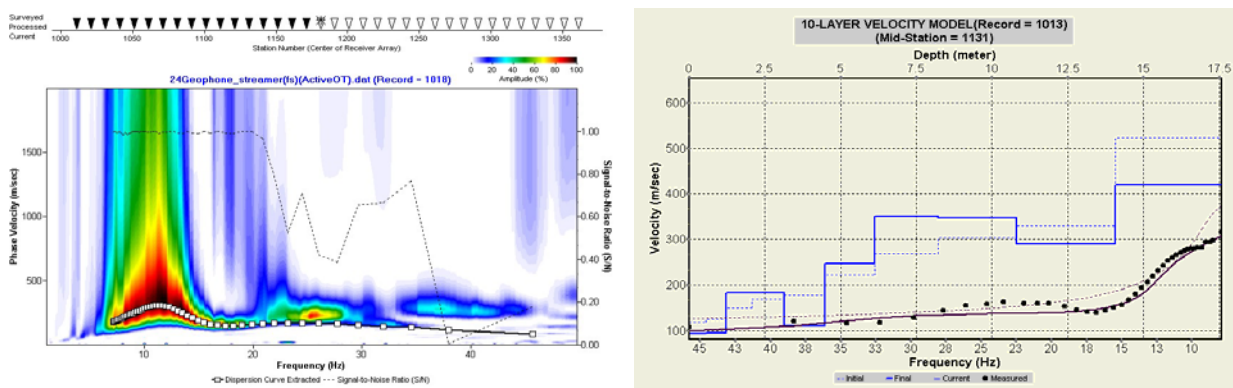 Surveyed
Processed
Current
1000 1050 1100 1150 1200 1250 1300 1350
Station Number (Center of Receiver Array)
0 20 40 60 80 100
Amplitude (%)
24Geophone_streamer(fs)(ActiveOT).dat (Record = 1018)
Phase Velocity (m/sec)
1500
1000
500
1.00
0.80
0.60
0.40
0.20
0.00
Signal-to-Noise Ratio (S/N)
10 20 30 40
Frequency (Hz)
Dispersion Curve Extracted Signal-to-Noise Ratio (S/N)
10-LAYER VELOCITY MODEL(Record = 1013)
(Mid-Station = 1131)
Depth (meter)
0 2.5 5 7.5 10 12.5 15 17.5
Velocity (m/sec)
600
500
400
300
200
100
45 43 40 38 35 33 30 28 25 23 20 18 15 13 10
Frequency (Hz)
Initial Final Current Measured